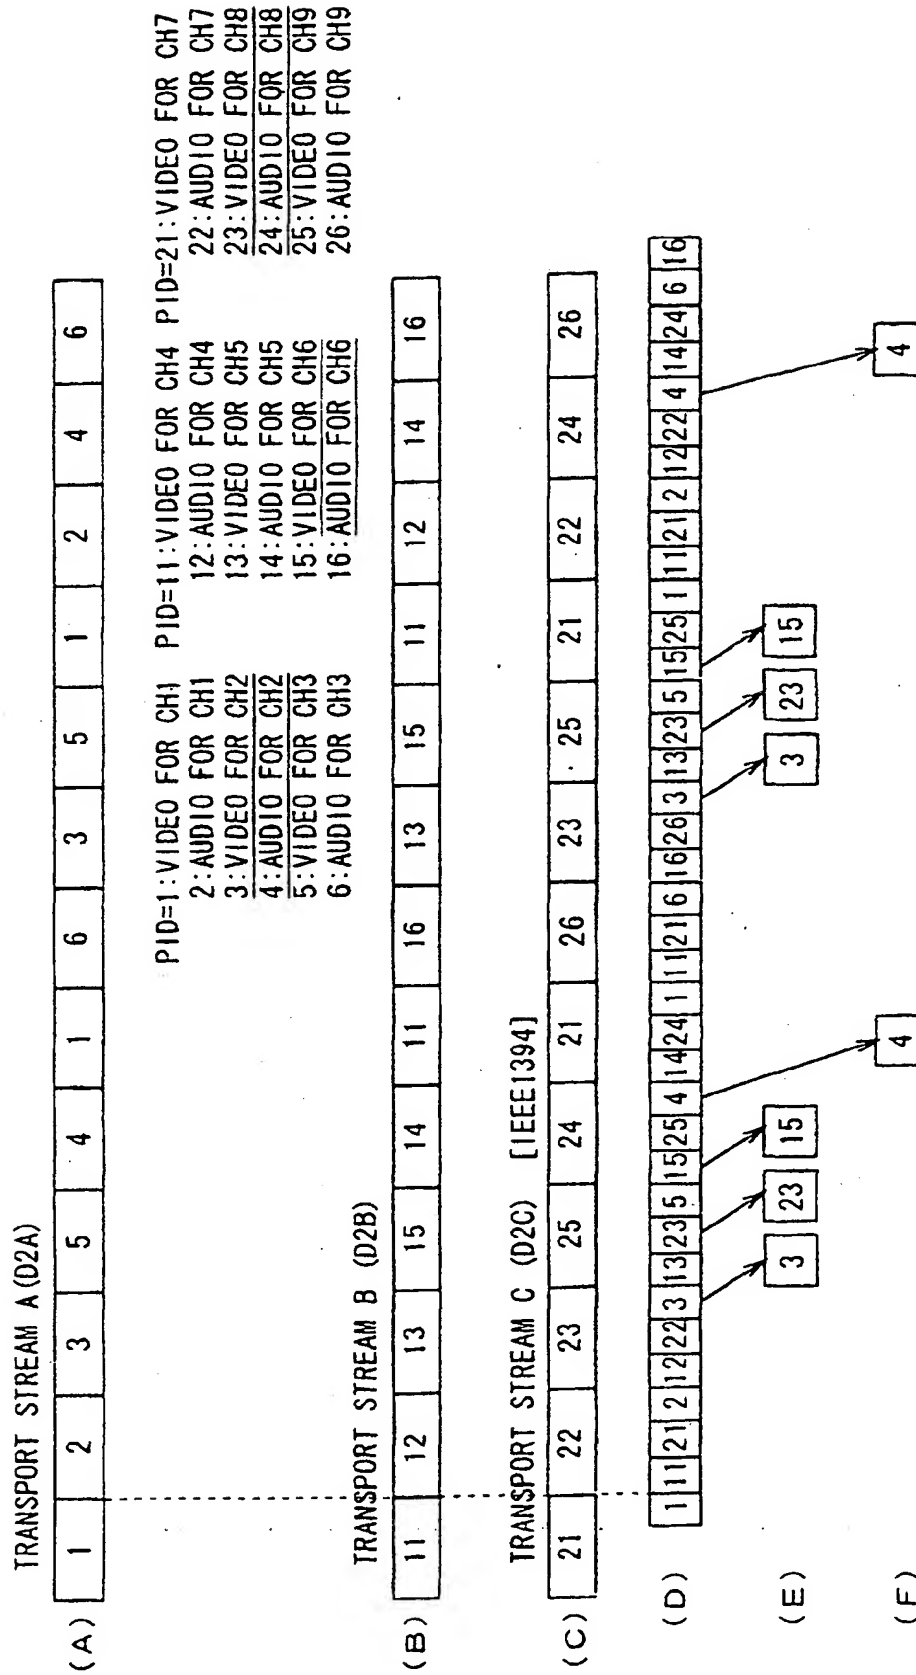 TRANSPORT STREAM A(D2A)
(A) 1 2 3 5 4 1 6 3 5 1 2 4 6
PID=1:VIDEO FOR CH1 PID=11:VIDEO FOR CH4 PID=21:VIDEO FOR CH7
2:AUDIO FOR CH1 12:AUDIO FOR CH4 22:AUDIO FOR CH7
3:VIDEO FOR CH2 13:VIDEO FOR CH5 23:VIDEO FOR CH8
4:AUDIO FOR CH2 14:AUDIO FOR CH5 24:AUDIO FOR CH8
5:VIDEO FOR CH3 15:VIDEO FOR CH6 25:VIDEO FOR CH9
6:AUDIO FOR CH3 16:AUDIO FOR CH6 26:AUDIO FOR CH9
TRANSPORT STREAM B (D2B)
(B) 11 12 13 15 14 11 16 13 15 11 12 14 16
TRANSPORT STREAM C (D2C) [IEEE1394]
(C) 21 22 23 25 24 21 26 23 25 21 22 24 26
(D) 1 11 21 2 12 22 3 13 23 5 15 25 4 14 24 1 11 21 6 16 26 3 13 23 5 15 25 1 11 21 2 12 22 4 14 24 6 16
(E) 3 23 15 3 23 15
(F) 4 4